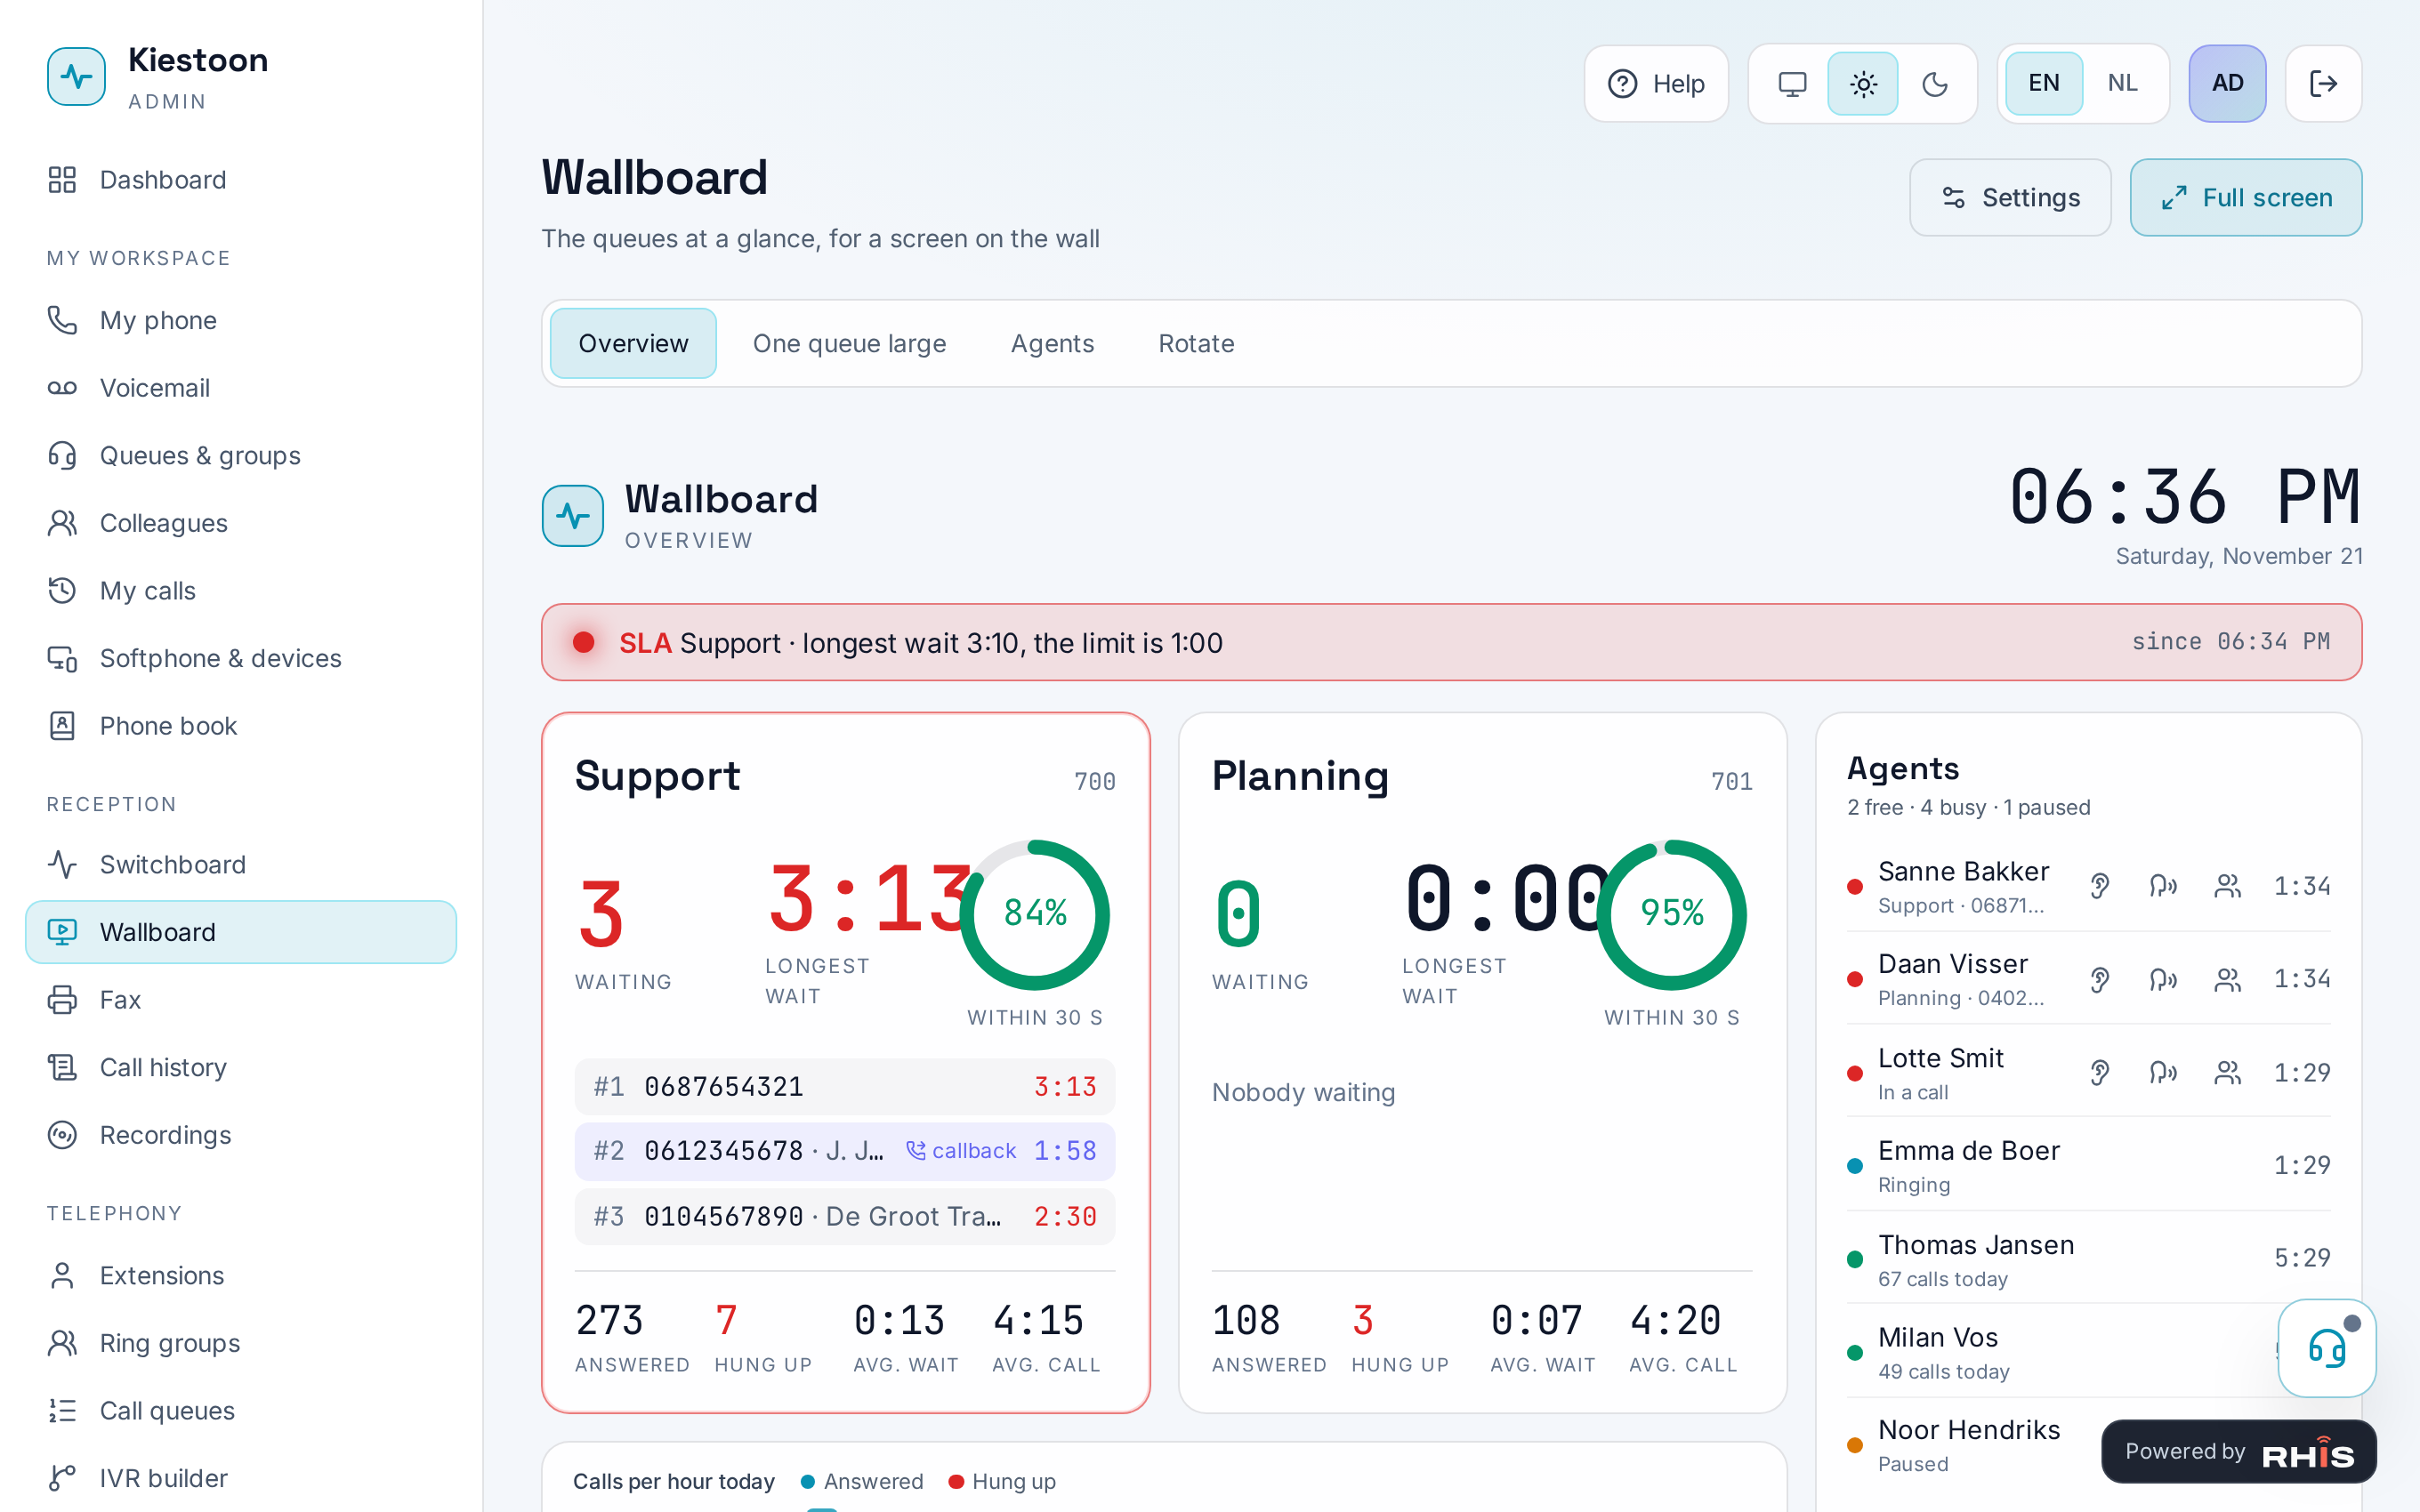 Kiestoon
ADMIN
Dashboard
MY WORKSPACE
My phone
Voicemail
Queues & groups
Colleagues
My calls
Softphone & devices
Phone book
RECEPTION
Switchboard
Wallboard
Fax
Call history
Recordings
TELEPHONY
Extensions
Ring groups
Call queues
IVR builder
Help
EN NL
AD
Wallboard
The queues at a glance, for a screen on the wall
Settings
Full screen
Overview One queue large Agents Rotate
Wallboard
OVERVIEW
06:36 PM
Saturday, November 21
SLA Support · longest wait 3:10, the limit is 1:00
since 06:34 PM
Support 700
3 3:13 84%
WAITING LONGEST WAIT WITHIN 30 S
#1 0687654321 3:13
#2 0612345678 · J. J… callback 1:58
#3 0104567890 · De Groot Tra… 2:30
273 7 0:13 4:15
ANSWERED HUNG UP AVG. WAIT AVG. CALL
Planning 701
0 0:00 95%
WAITING LONGEST WAIT WITHIN 30 S
Nobody waiting
108 3 0:07 4:20
ANSWERED HUNG UP AVG. WAIT AVG. CALL
Agents
2 free · 4 busy · 1 paused
Sanne Bakker 1:34
Support · 06871…
Daan Visser 1:34
Planning · 0402…
Lotte Smit 1:29
In a call
Emma de Boer 1:29
Ringing
Thomas Jansen 5:29
67 calls today
Milan Vos
49 calls today
Noor Hendriks
Paused
Calls per hour today Answered Hung up
Powered by RHIS